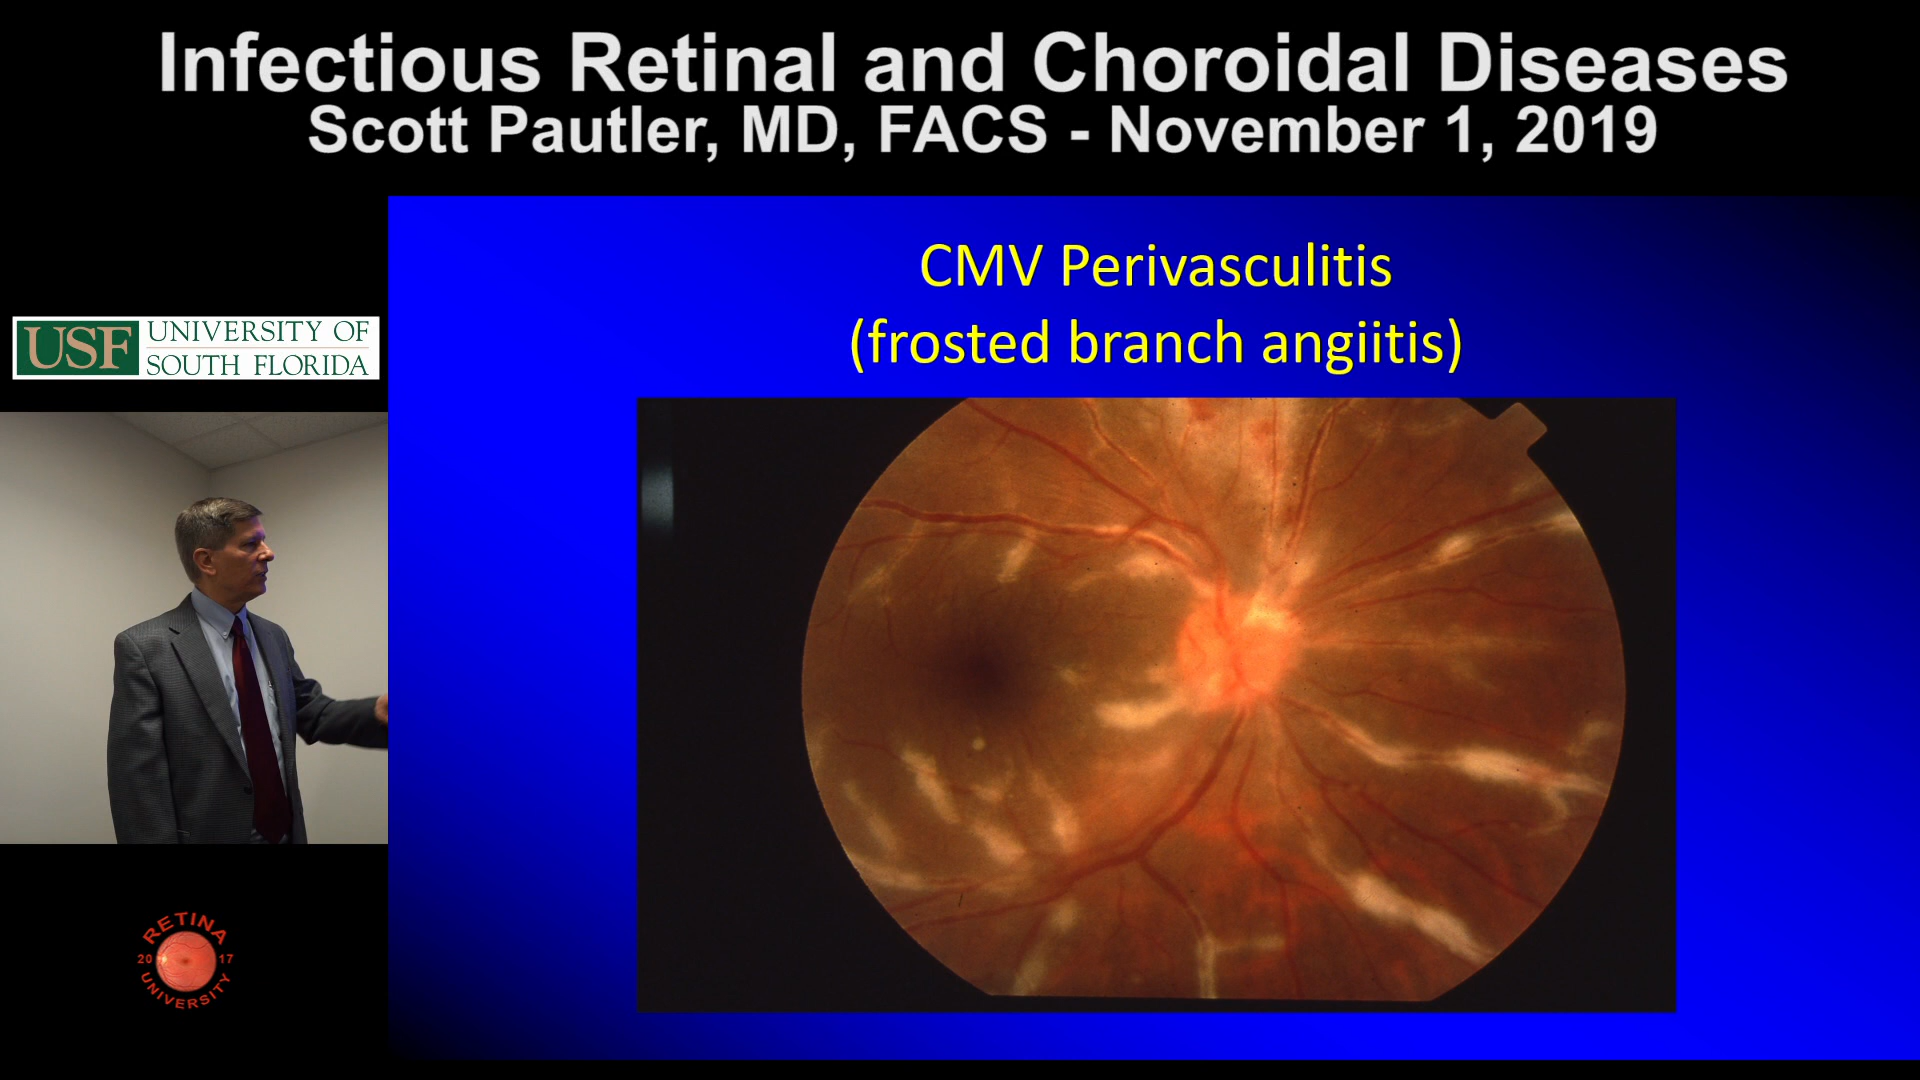 Infectious Retinal and Choroidal Diseases
Scott Pautler, MD, FACS - November 1, 2019
CMV Perivasculitis
(frosted branch angiitis)
USF
UNIVERSITY OF
SOUTH FLORIDA
RETINA
20 17
UNIVERSITY